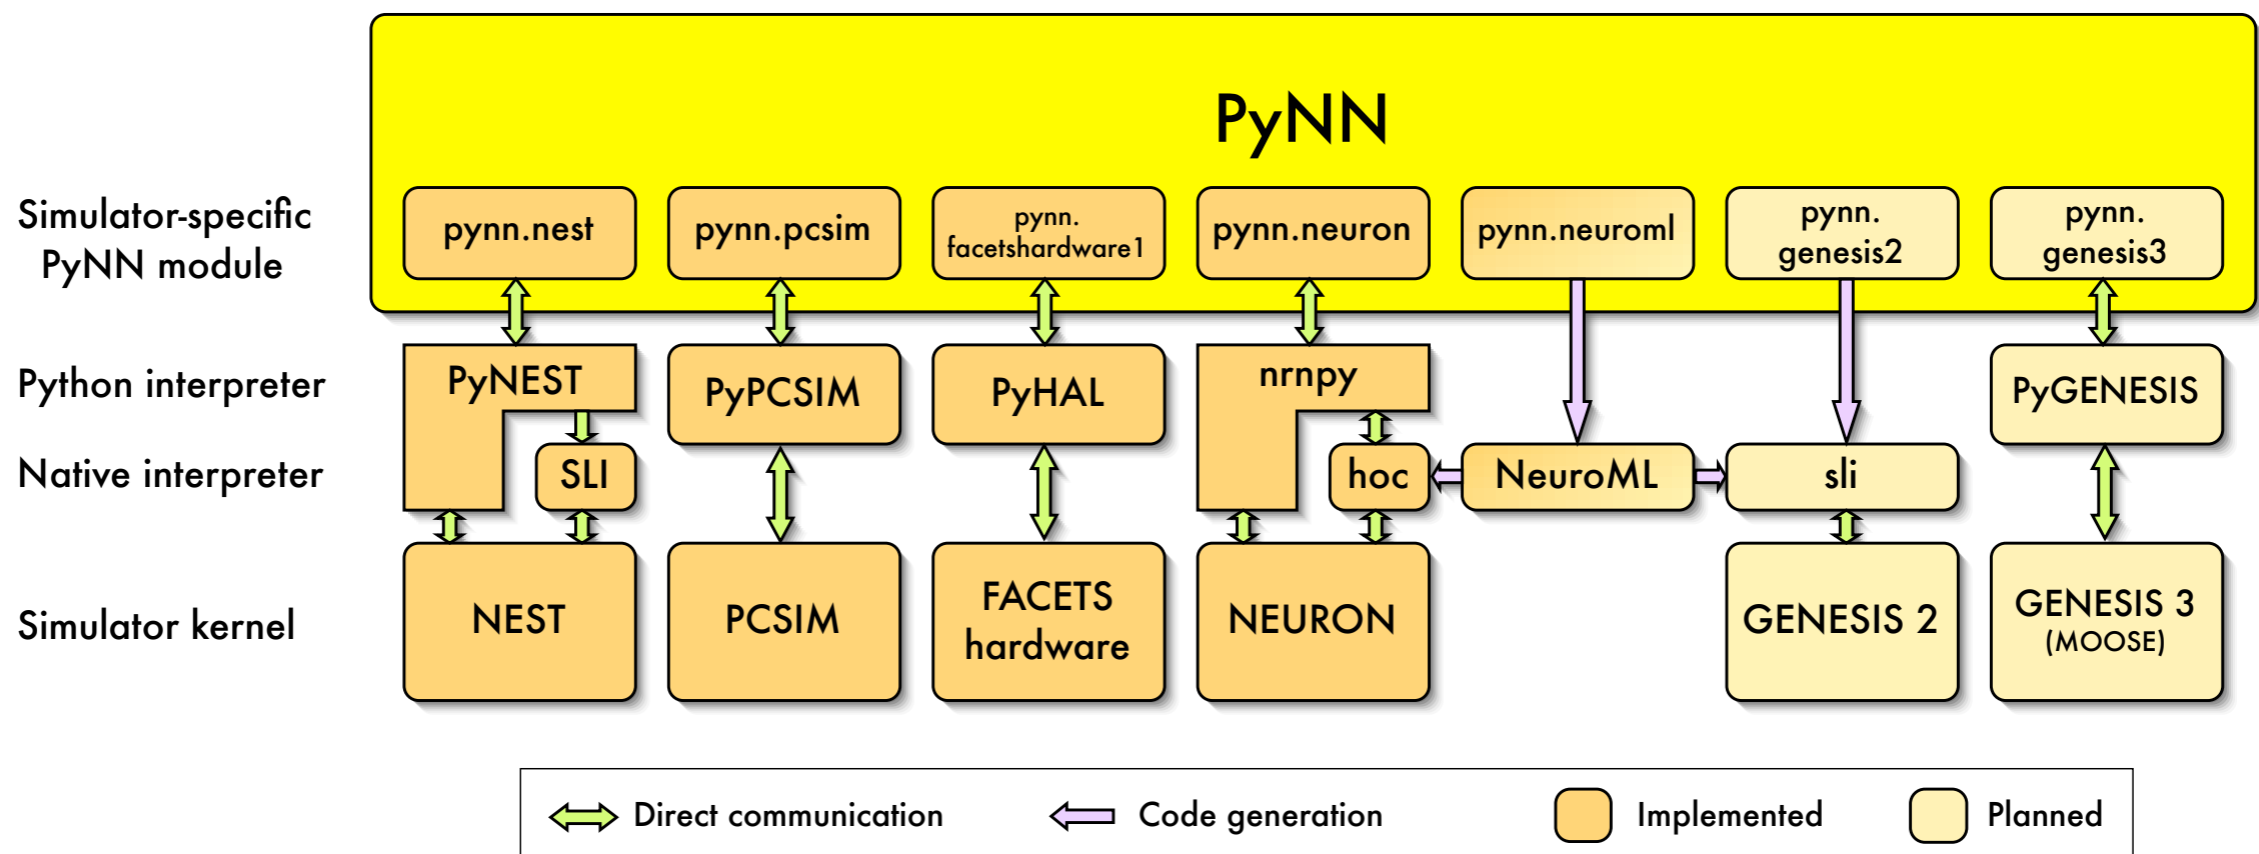 PyNN
Simulator-specific
PyNN module
pynn.nest
pynn.pcsim
pynn.
facetshardware1
pynn.neuron
pynn.neuroml
pynn.
genesis2
pynn.
genesis3
Python interpreter
PyNEST
PyPCSIM
PyHAL
nrnpy
PyGENESIS
Native interpreter
SLI
hoc
NeuroML
sli
Simulator kernel
NEST
PCSIM
FACETS
hardware
NEURON
GENESIS 2
GENESIS 3
(MOOSE)
Direct communication
Code generation
Implemented
Planned